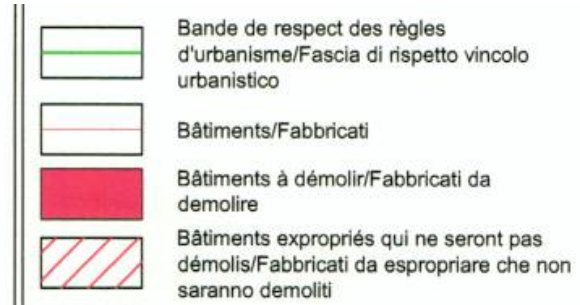 Bande de respect des règles
d'urbanisme/Fascia di rispetto vincolo
urbanistico
Bâtiments/Fabbricati
Bâtiments à démolir/Fabbricati da
demolire
Bâtiments expropriés qui ne seront pas
démolis/Fabbricati da espropriare che non
saranno demoliti